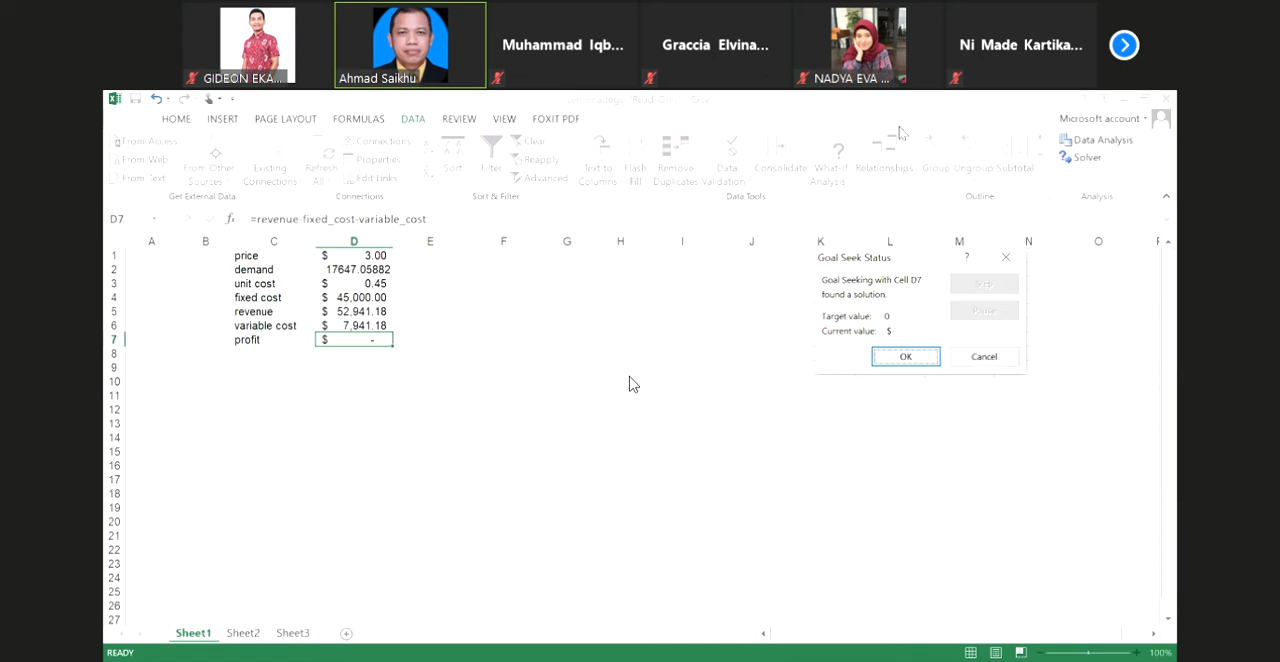 GIDEON EKA...
Ahmad Saikhu
Muhammad Iqb...
Graccia Elvina...
NADYA EVA ...
Ni Made Kartika...
HOME INSERT PAGE LAYOUT FORMULAS DATA REVIEW VIEW FOXIT PDF
Microsoft account
From Access
From Web
From Text
From Other Sources
Existing Connections
Refresh All
Connections
Properties
Edit Links
Sort
Filter
Clear
Reapply
Advanced
Text to Columns
Flash Fill
Remove Duplicates
Data Validation
Consolidate
What-If Analysis
Relationships
Group
Ungroup
Subtotal
Data Analysis
Solver
Get External Data
Connections
Sort & Filter
Data Tools
Outline
Analysis
D7 fx =revenue-fixed_cost-variable_cost
A B C D E F G H I J K L M N O
1 price $ 3.00
2 demand 17647.05882
3 unit cost $ 0.45
4 fixed cost $ 45,000.00
5 revenue $ 52,941.18
6 variable cost $ 7,941.18
7 profit $ -
8
9
10
11
12
13
14
15
16
17
18
19
20
21
22
23
24
25
26
27
Goal Seek Status ?
Goal Seeking with Cell D7
found a solution.
Target value: 0
Current value: $
Step
Pause
OK
Cancel
Sheet1 Sheet2 Sheet3
READY
100%